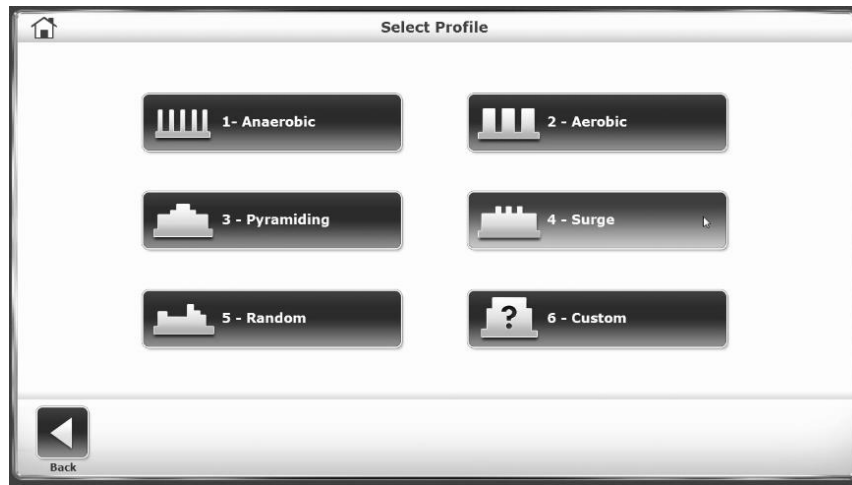 Select Profile
1- Anaerobic
2 - Aerobic
3 - Pyramiding
4 - Surge
5 - Random
?
6 - Custom
Back